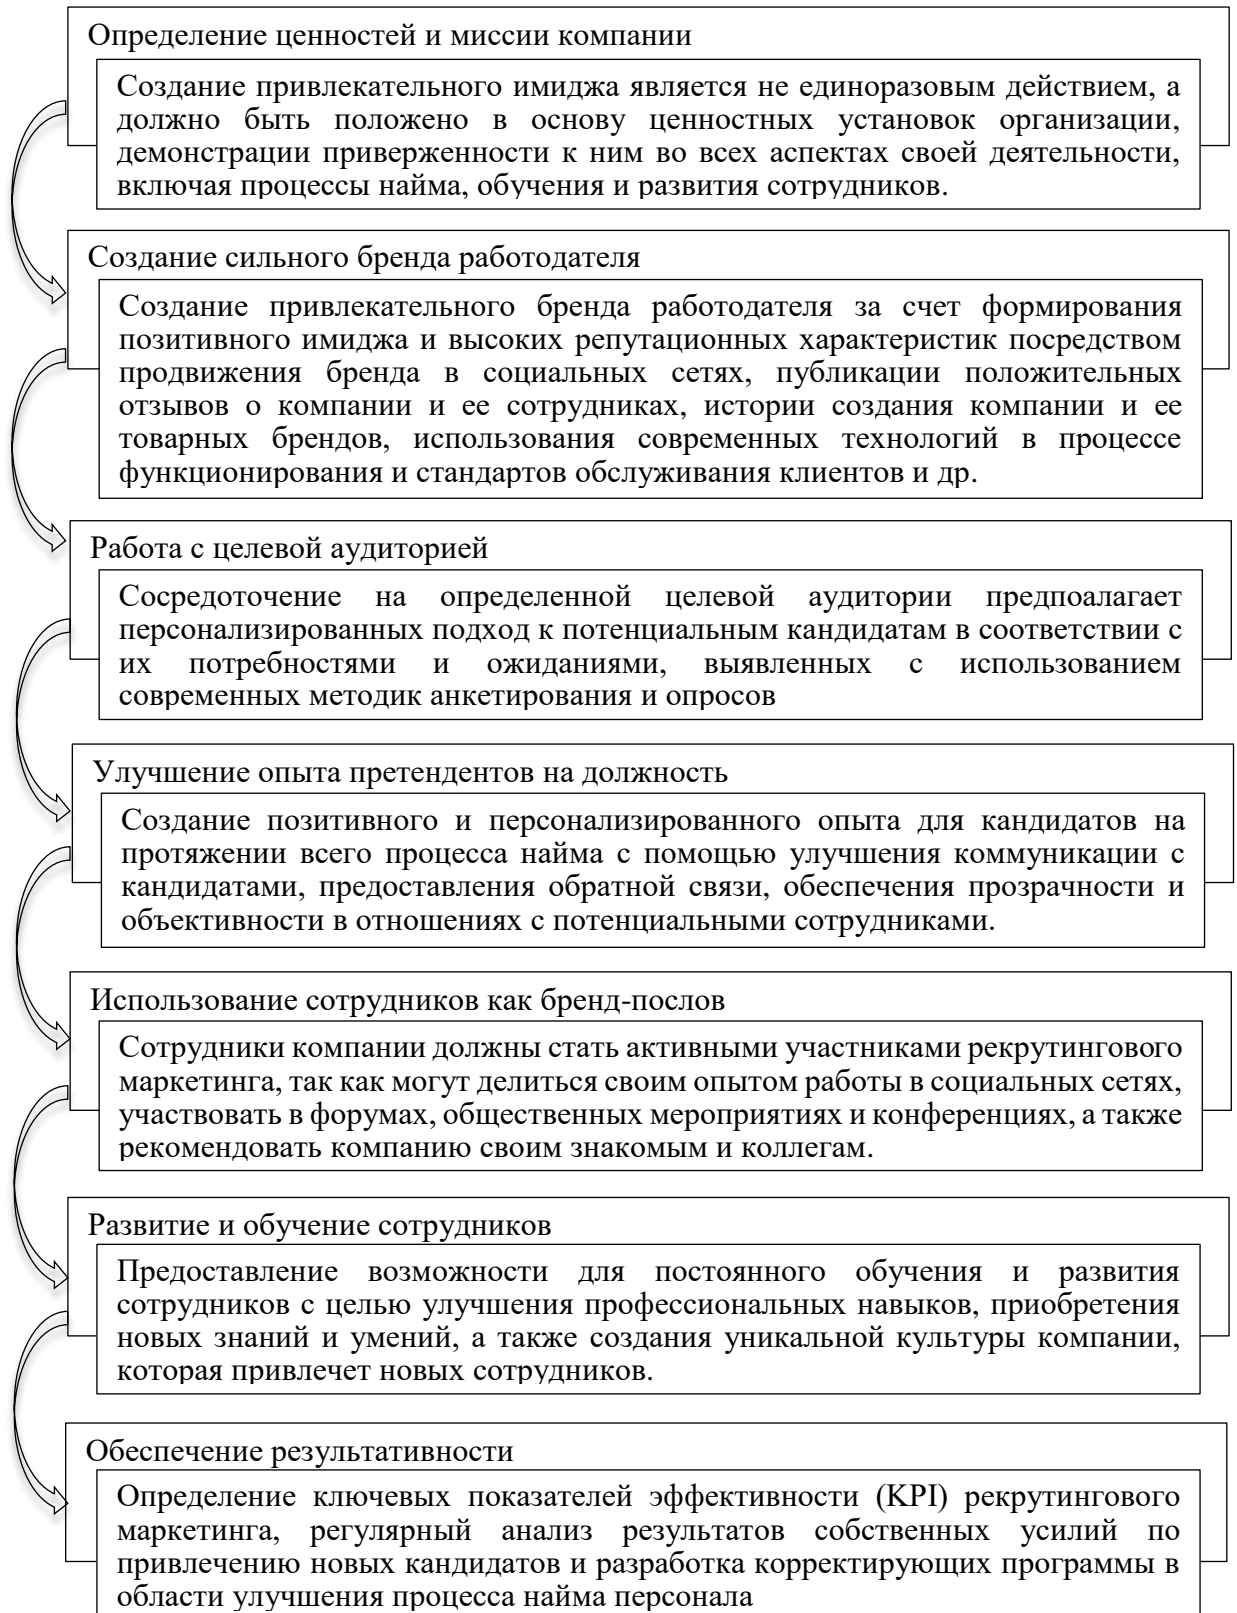 Определение ценностей и миссии компании
Создание привлекательного имиджа является не единоразовым действием, а
должно быть положено в основу ценностных установок организации,
демонстрации приверженности к ним во всех аспектах своей деятельности,
включая процессы найма, обучения и развития сотрудников.
Создание сильного бренда работодателя
Создание привлекательного бренда работодателя за счет формирования
позитивного имиджа и высоких репутационных характеристик посредством
продвижения бренда в социальных сетях, публикации положительных
отзывов о компании и ее сотрудниках, истории создания компании и ее
товарных брендов, использования современных технологий в процессе
функционирования и стандартов обслуживания клиентов и др.
Работа с целевой аудиторией
Сосредоточение на определенной целевой аудитории предпоалагает
персонализированных подход к потенциальным кандидатам в соответствии с
их потребностями и ожиданиями, выявленных с использованием
современных методик анкетирования и опросов
Улучшение опыта претендентов на должность
Создание позитивного и персонализированного опыта для кандидатов на
протяжении всего процесса найма с помощью улучшения коммуникации с
кандидатами, предоставления обратной связи, обеспечения прозрачности и
объективности в отношениях с потенциальными сотрудниками.
Использование сотрудников как бренд-послов
Сотрудники компании должны стать активными участниками рекрутингового
маркетинга, так как могут делиться своим опытом работы в социальных сетях,
участвовать в форумах, общественных мероприятиях и конференциях, а также
рекомендовать компанию своим знакомым и коллегам.
Развитие и обучение сотрудников
Предоставление возможности для постоянного обучения и развития
сотрудников с целью улучшения профессиональных навыков, приобретения
новых знаний и умений, а также создания уникальной культуры компании,
которая привлечет новых сотрудников.
Обеспечение результативности
Определение ключевых показателей эффективности (KPI) рекрутингового
маркетинга, регулярный анализ результатов собственных усилий по
привлечению новых кандидатов и разработка корректирующих программы в
области улучшения процесса найма персонала